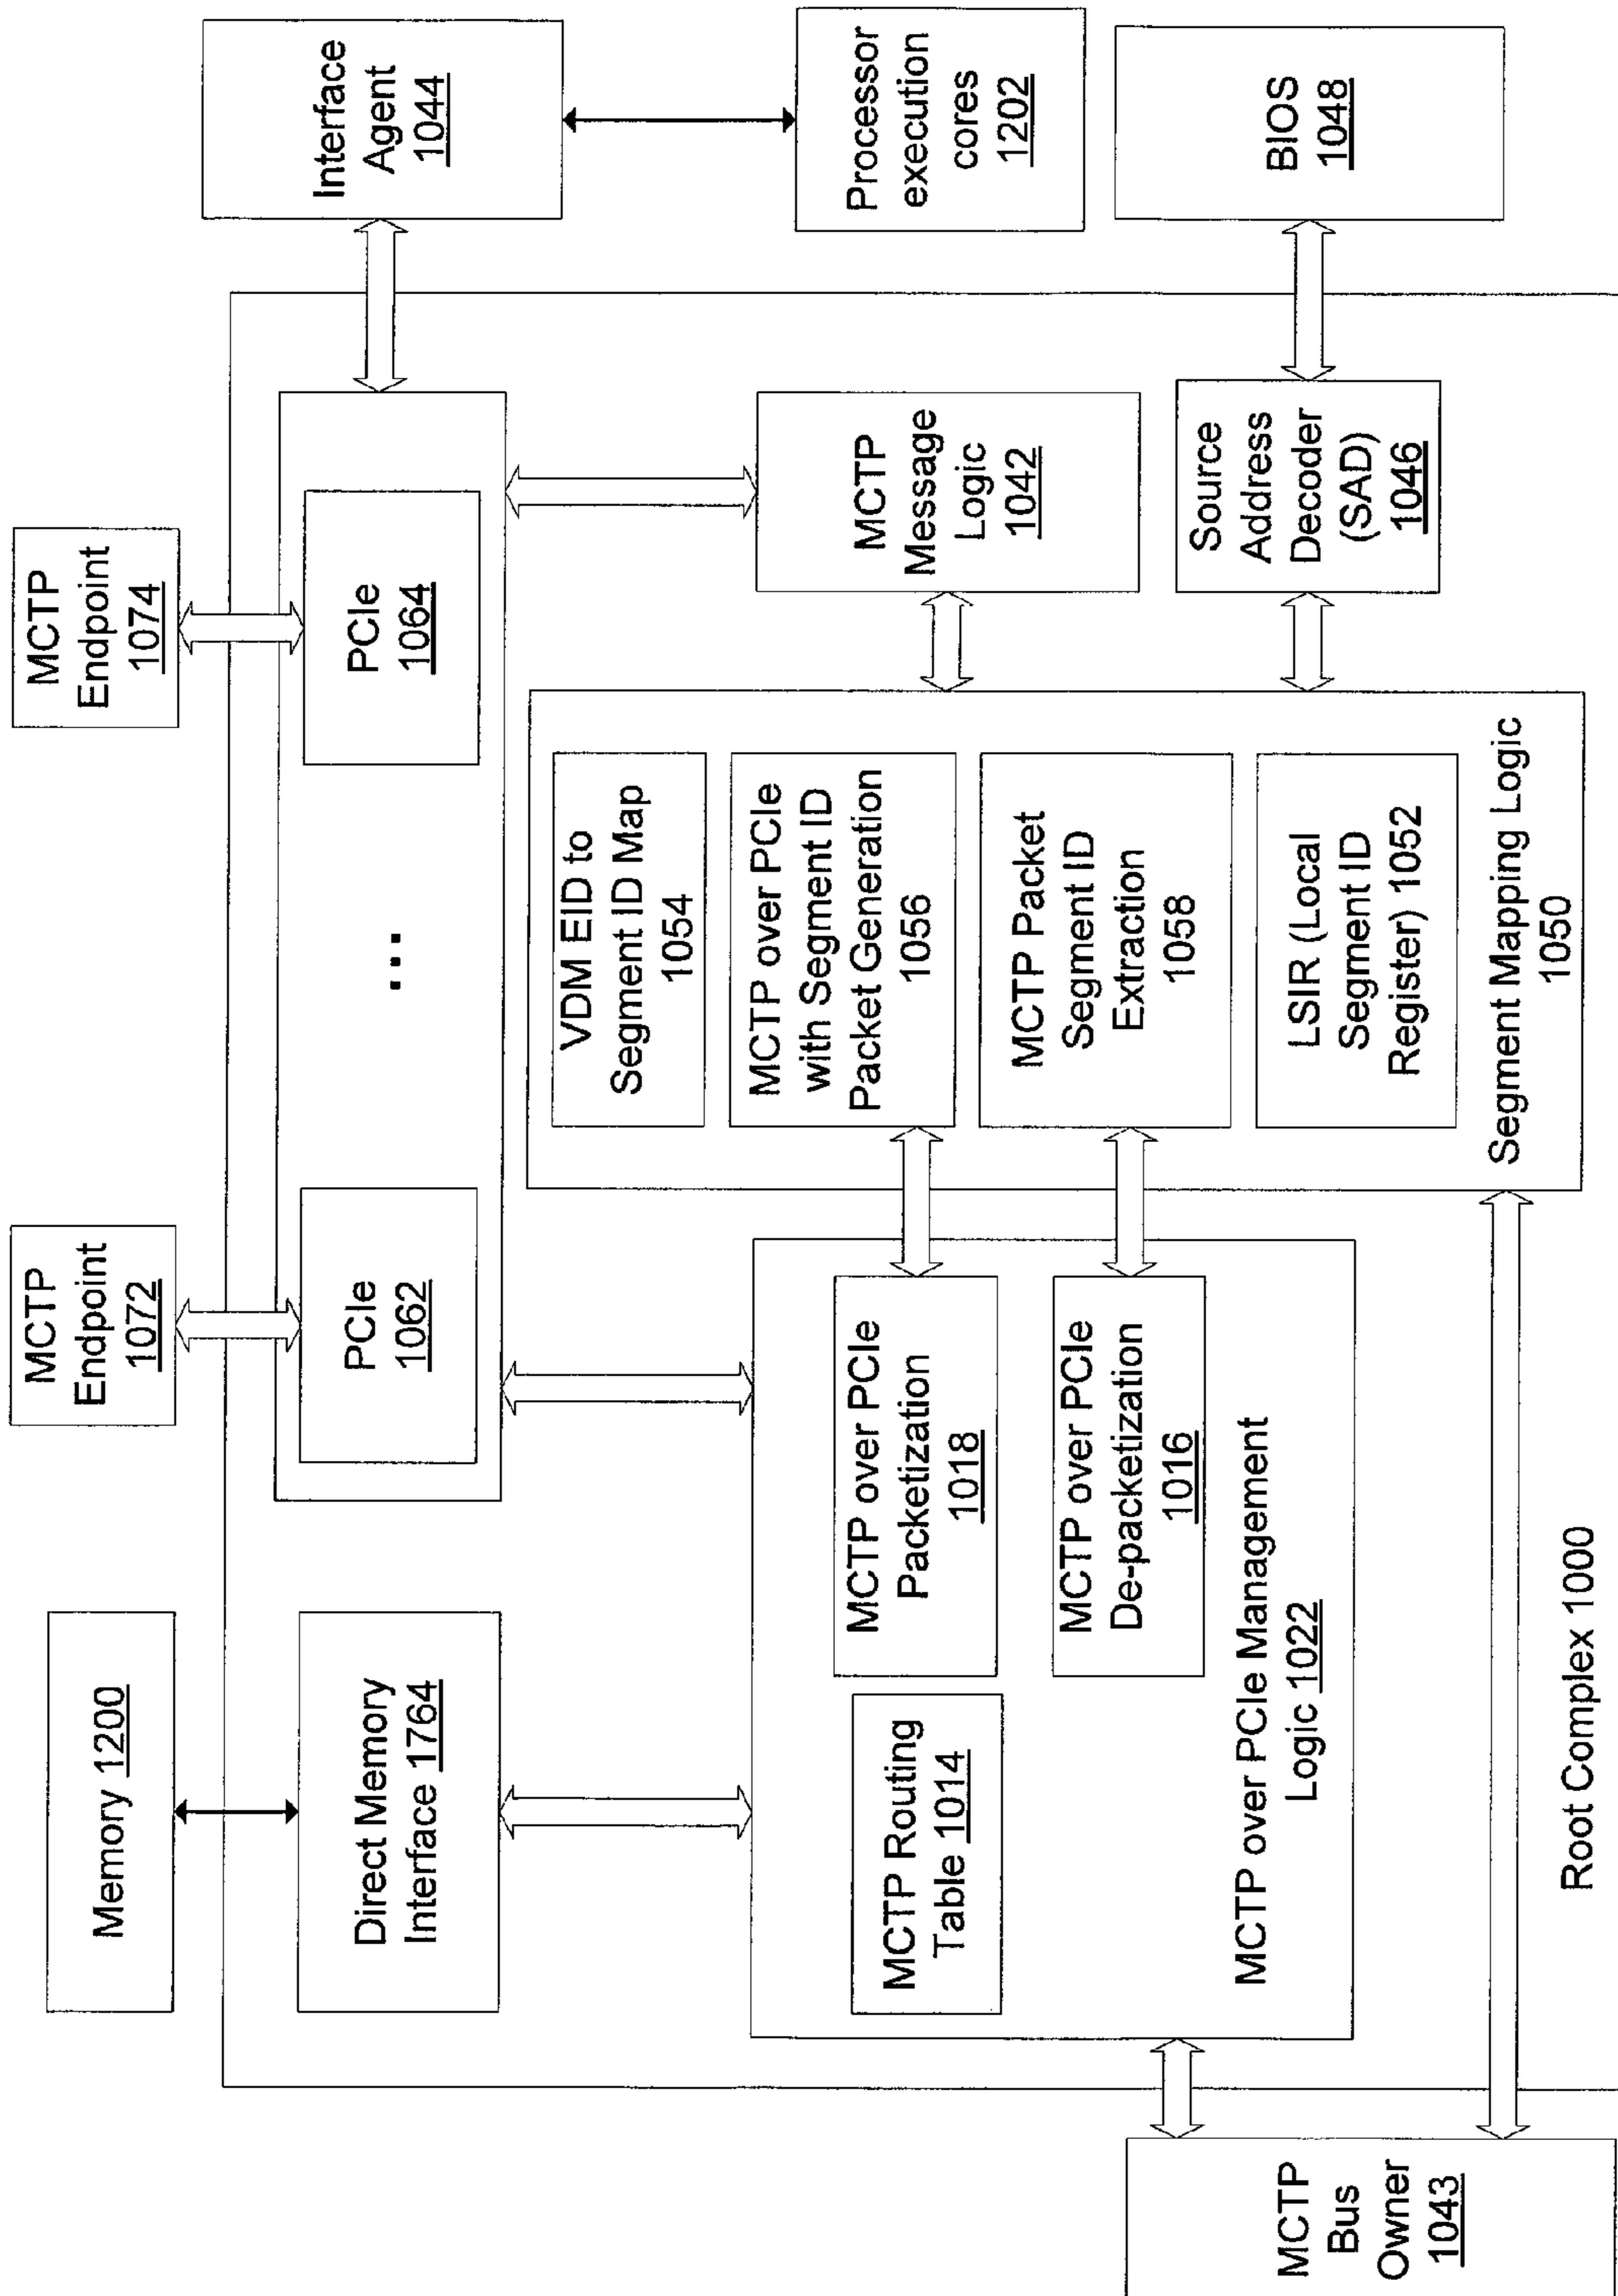 Memory 1200
MCTP
Endpoint
1072
MCTP
Endpoint
1074
Interface
Agent
1044
Direct Memory
Interface 1764
PCIe
1062
...
PCIe
1064
Processor
execution
cores
1202
MCTP Routing
Table 1014
MCTP over PCIe
Packetization
1018
MCTP over PCIe
De-packetization
1016
MCTP over PCIe Management
Logic 1022
VDM EID to
Segment ID Map
1054
MCTP over PCIe
with Segment ID
Packet Generation
1056
MCTP Packet
Segment ID
Extraction
1058
LSIR (Local
Segment ID
Register) 1052
Segment Mapping Logic
1050
MCTP
Message
Logic
1042
Source
Address
Decoder
(SAD)
1046
BIOS
1048
MCTP
Bus
Owner
1043
Root Complex 1000